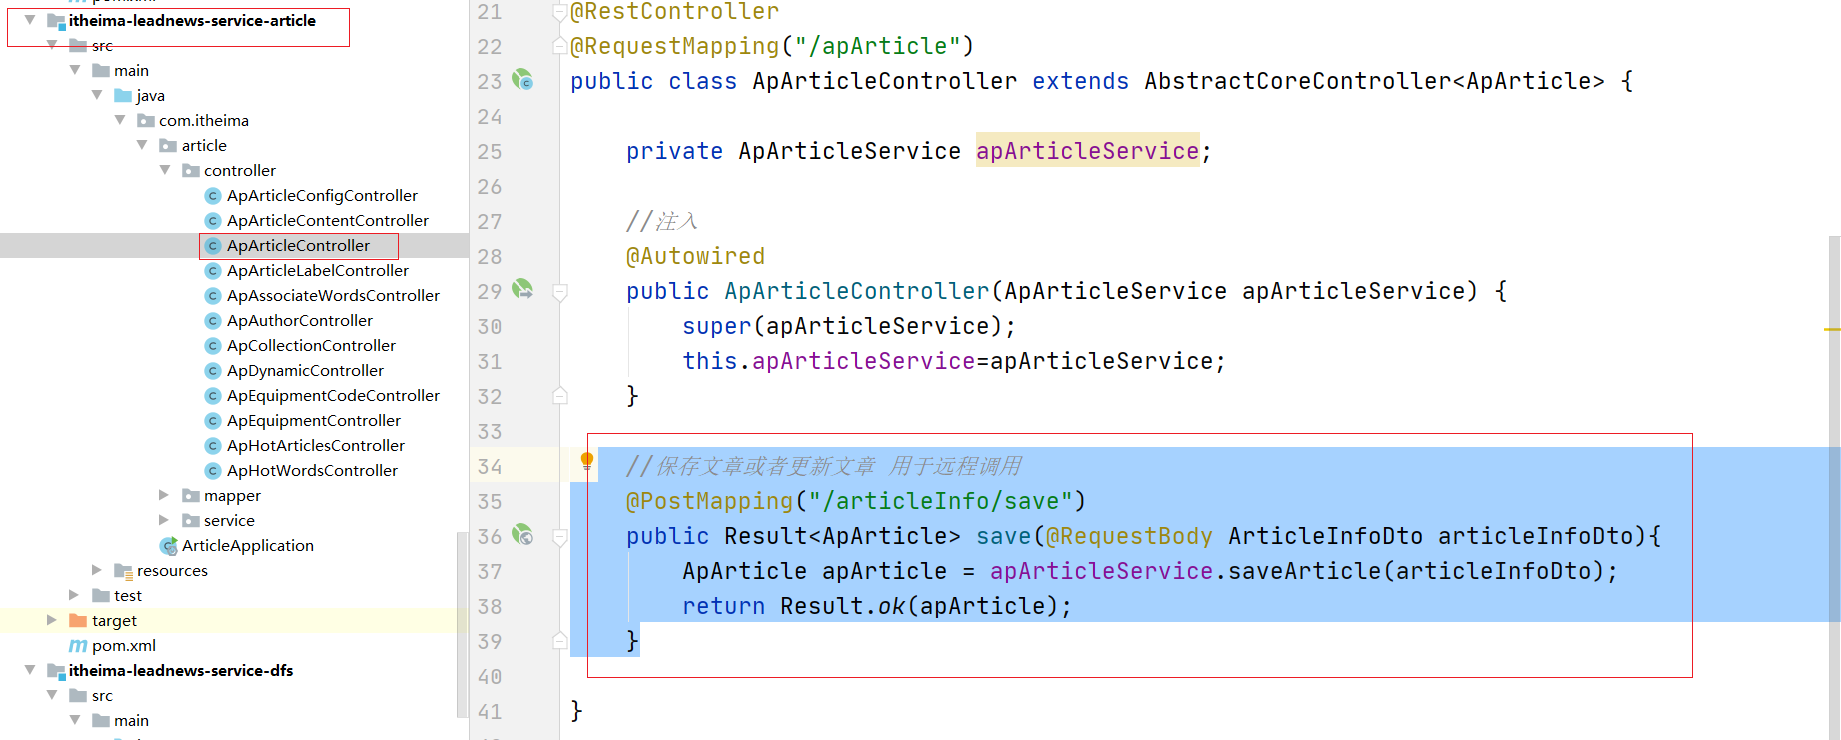 itheima-leadnews-service-article
src
main
java
com.itheima
article
controller
ApArticleConfigController
ApArticleContentController
ApArticleController
ApArticleLabelController
ApAssociateWordsController
ApAuthorController
ApCollectionController
ApDynamicController
ApEquipmentCodeController
ApEquipmentController
ApHotArticlesController
ApHotWordsController
mapper
service
ArticleApplication
resources
test
target
pom.xml
itheima-leadnews-service-dfs
src
main
21 @RestController
22 @RequestMapping("/apArticle")
23 public class ApArticleController extends AbstractCoreController<ApArticle> {
24
25 private ApArticleService apArticleService;
26
27 //注入
28 @Autowired
29 public ApArticleController(ApArticleService apArticleService) {
30 super(apArticleService);
31 this.apArticleService=apArticleService;
32 }
33
34 //保存文章或者更新文章 用于远程调用
35 @PostMapping("/articleInfo/save")
36 public Result<ApArticle> save(@RequestBody ArticleInfoDto articleInfoDto){
37 ApArticle apArticle = apArticleService.saveArticle(articleInfoDto);
38 return Result.ok(apArticle);
39 }
40
41 }